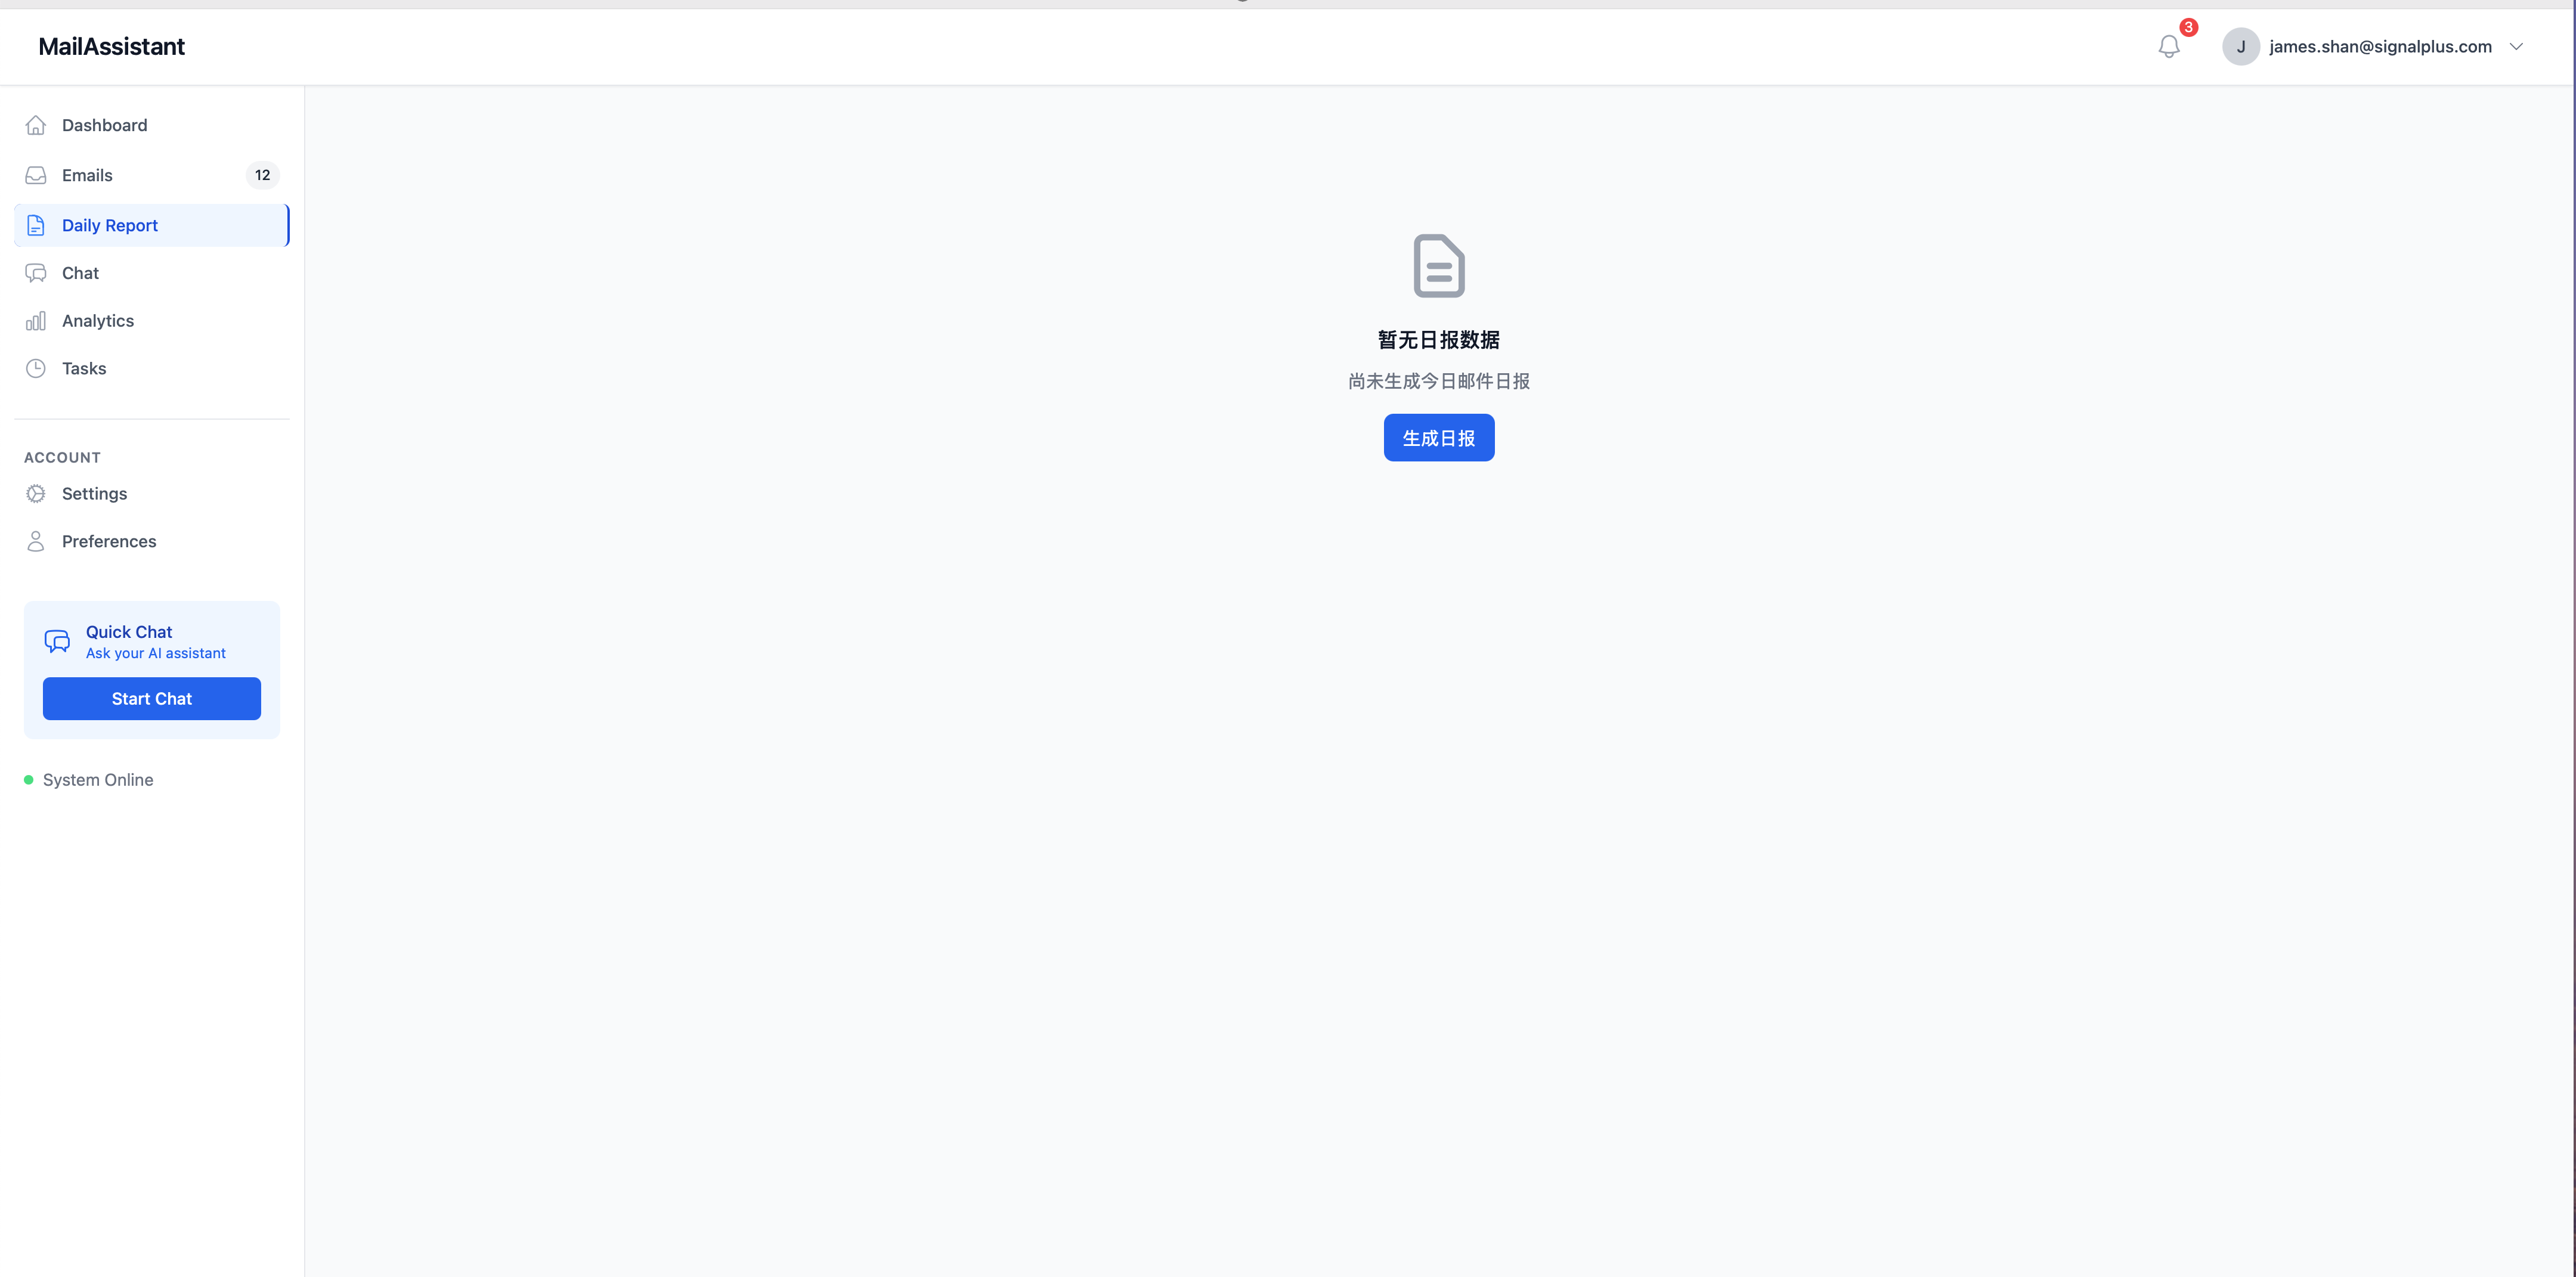 MailAssistant
3
J
james.shan@signalplus.com
Dashboard
Emails
12
Daily Report
Chat
Analytics
Tasks
ACCOUNT
Settings
Preferences
Quick Chat
Ask your AI assistant
Start Chat
System Online
暂无日报数据
尚未生成今日邮件日报
生成日报